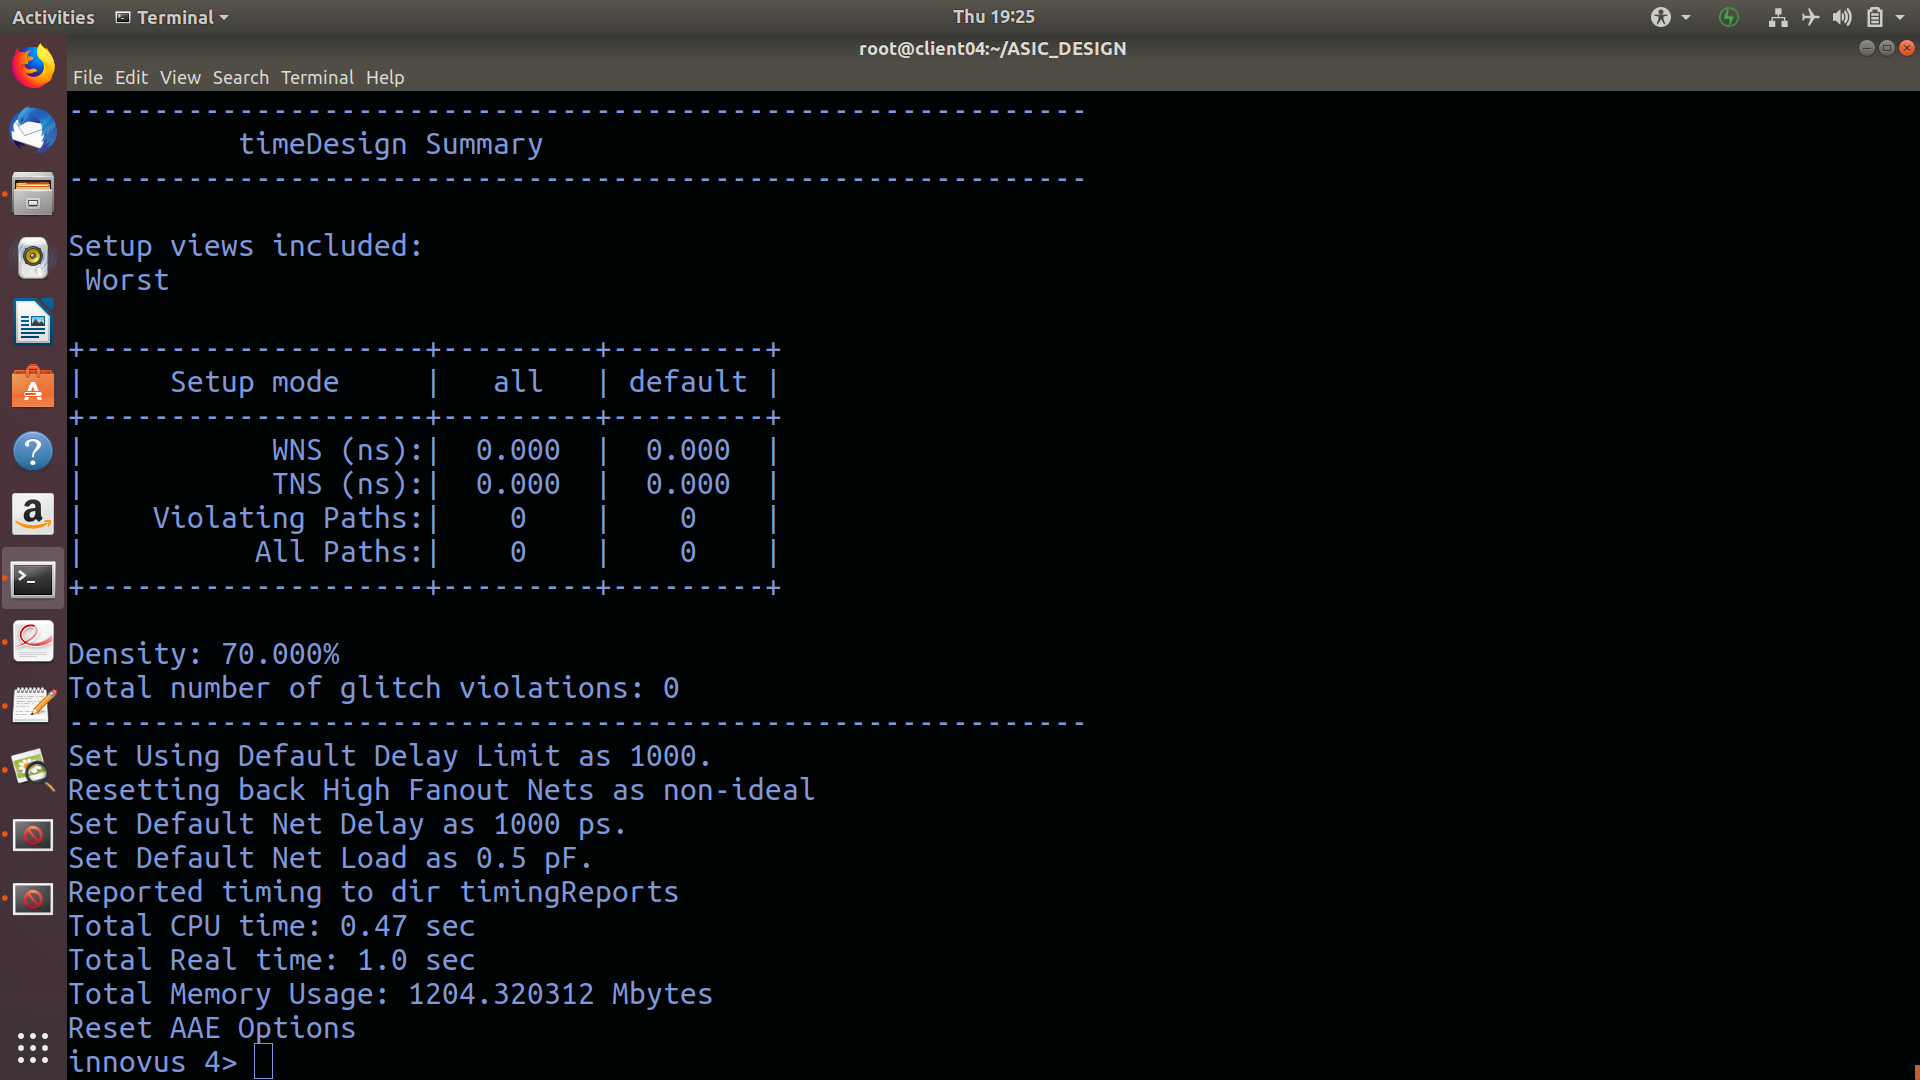 Activities Terminal Thu 19:25
root@client04:~/ASIC_DESIGN
File Edit View Search Terminal Help
------------------------------------------------------------
          timeDesign Summary
------------------------------------------------------------
Setup views included:
 Worst
+--------------------+---------+---------+
|     Setup mode     |   all   | default |
+--------------------+---------+---------+
|           WNS (ns):|  0.000  |  0.000  |
|           TNS (ns):|  0.000  |  0.000  |
|    Violating Paths:|    0    |    0    |
|          All Paths:|    0    |    0    |
+--------------------+---------+---------+
Density: 70.000%
Total number of glitch violations: 0
------------------------------------------------------------
Set Using Default Delay Limit as 1000.
Resetting back High Fanout Nets as non-ideal
Set Default Net Delay as 1000 ps.
Set Default Net Load as 0.5 pF.
Reported timing to dir timingReports
Total CPU time: 0.47 sec
Total Real time: 1.0 sec
Total Memory Usage: 1204.320312 Mbytes
Reset AAE Options
innovus 4>